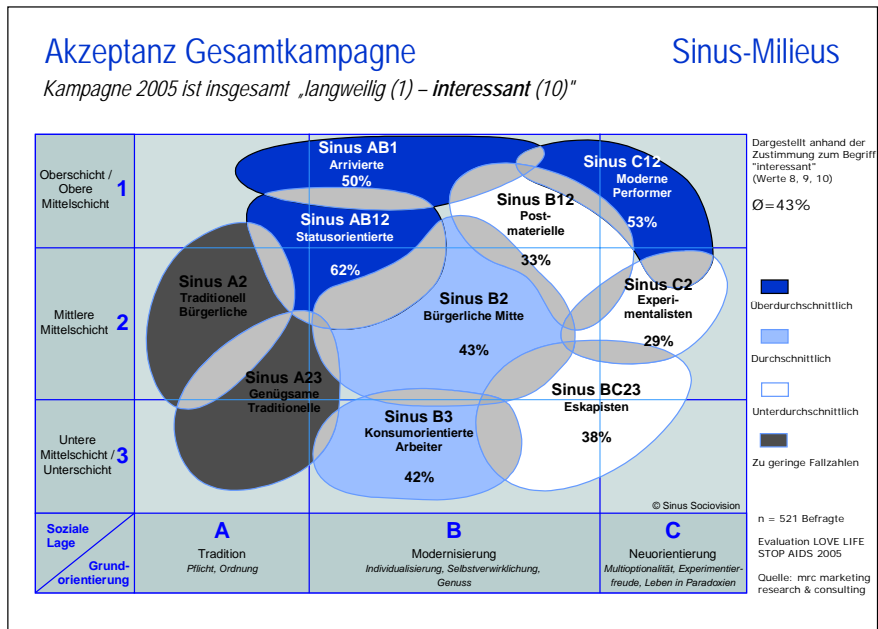 Akzeptanz Gesamtkampagne
Sinus-Milieus
Kampagne 2005 ist insgesamt „langweilig (1) – interessant (10)"
Oberschicht /
Obere
Mittelschicht
1
Mittlere
Mittelschicht
2
Untere
Mittelschicht /
Unterschicht
3
Soziale
Lage
Grund-
orientierung
Sinus AB1
Arrivierte
50%
Sinus C12
Moderne
Performer
53%
Sinus B12
Post-
materielle
33%
Sinus AB12
Statusorientierte
62%
Sinus A2
Traditionell
Bürgerliche
Sinus B2
Bürgerliche Mitte
43%
Sinus C2
Experi-
mentalisten
29%
Sinus A23
Genügsame
Traditionelle
Sinus BC23
Eskapisten
38%
Sinus B3
Konsumorientierte
Arbeiter
42%
© Sinus Sociovision
A
Tradition
Pflicht, Ordnung
B
Modernisierung
Individualisierung, Selbstverwirklichung,
Genuss
C
Neuorientierung
Multioptionalität, Experimentier-
freude, Leben in Paradoxien
Dargestellt anhand der
Zustimmung zum Begriff
"interessant"
(Werte 8, 9, 10)
Ø=43%
Überdurchschnittlich
Durchschnittlich
Unterdurchschnittlich
Zu geringe Fallzahlen
n = 521 Befragte
Evaluation LOVE LIFE
STOP AIDS 2005
Quelle: mrc marketing
research & consulting